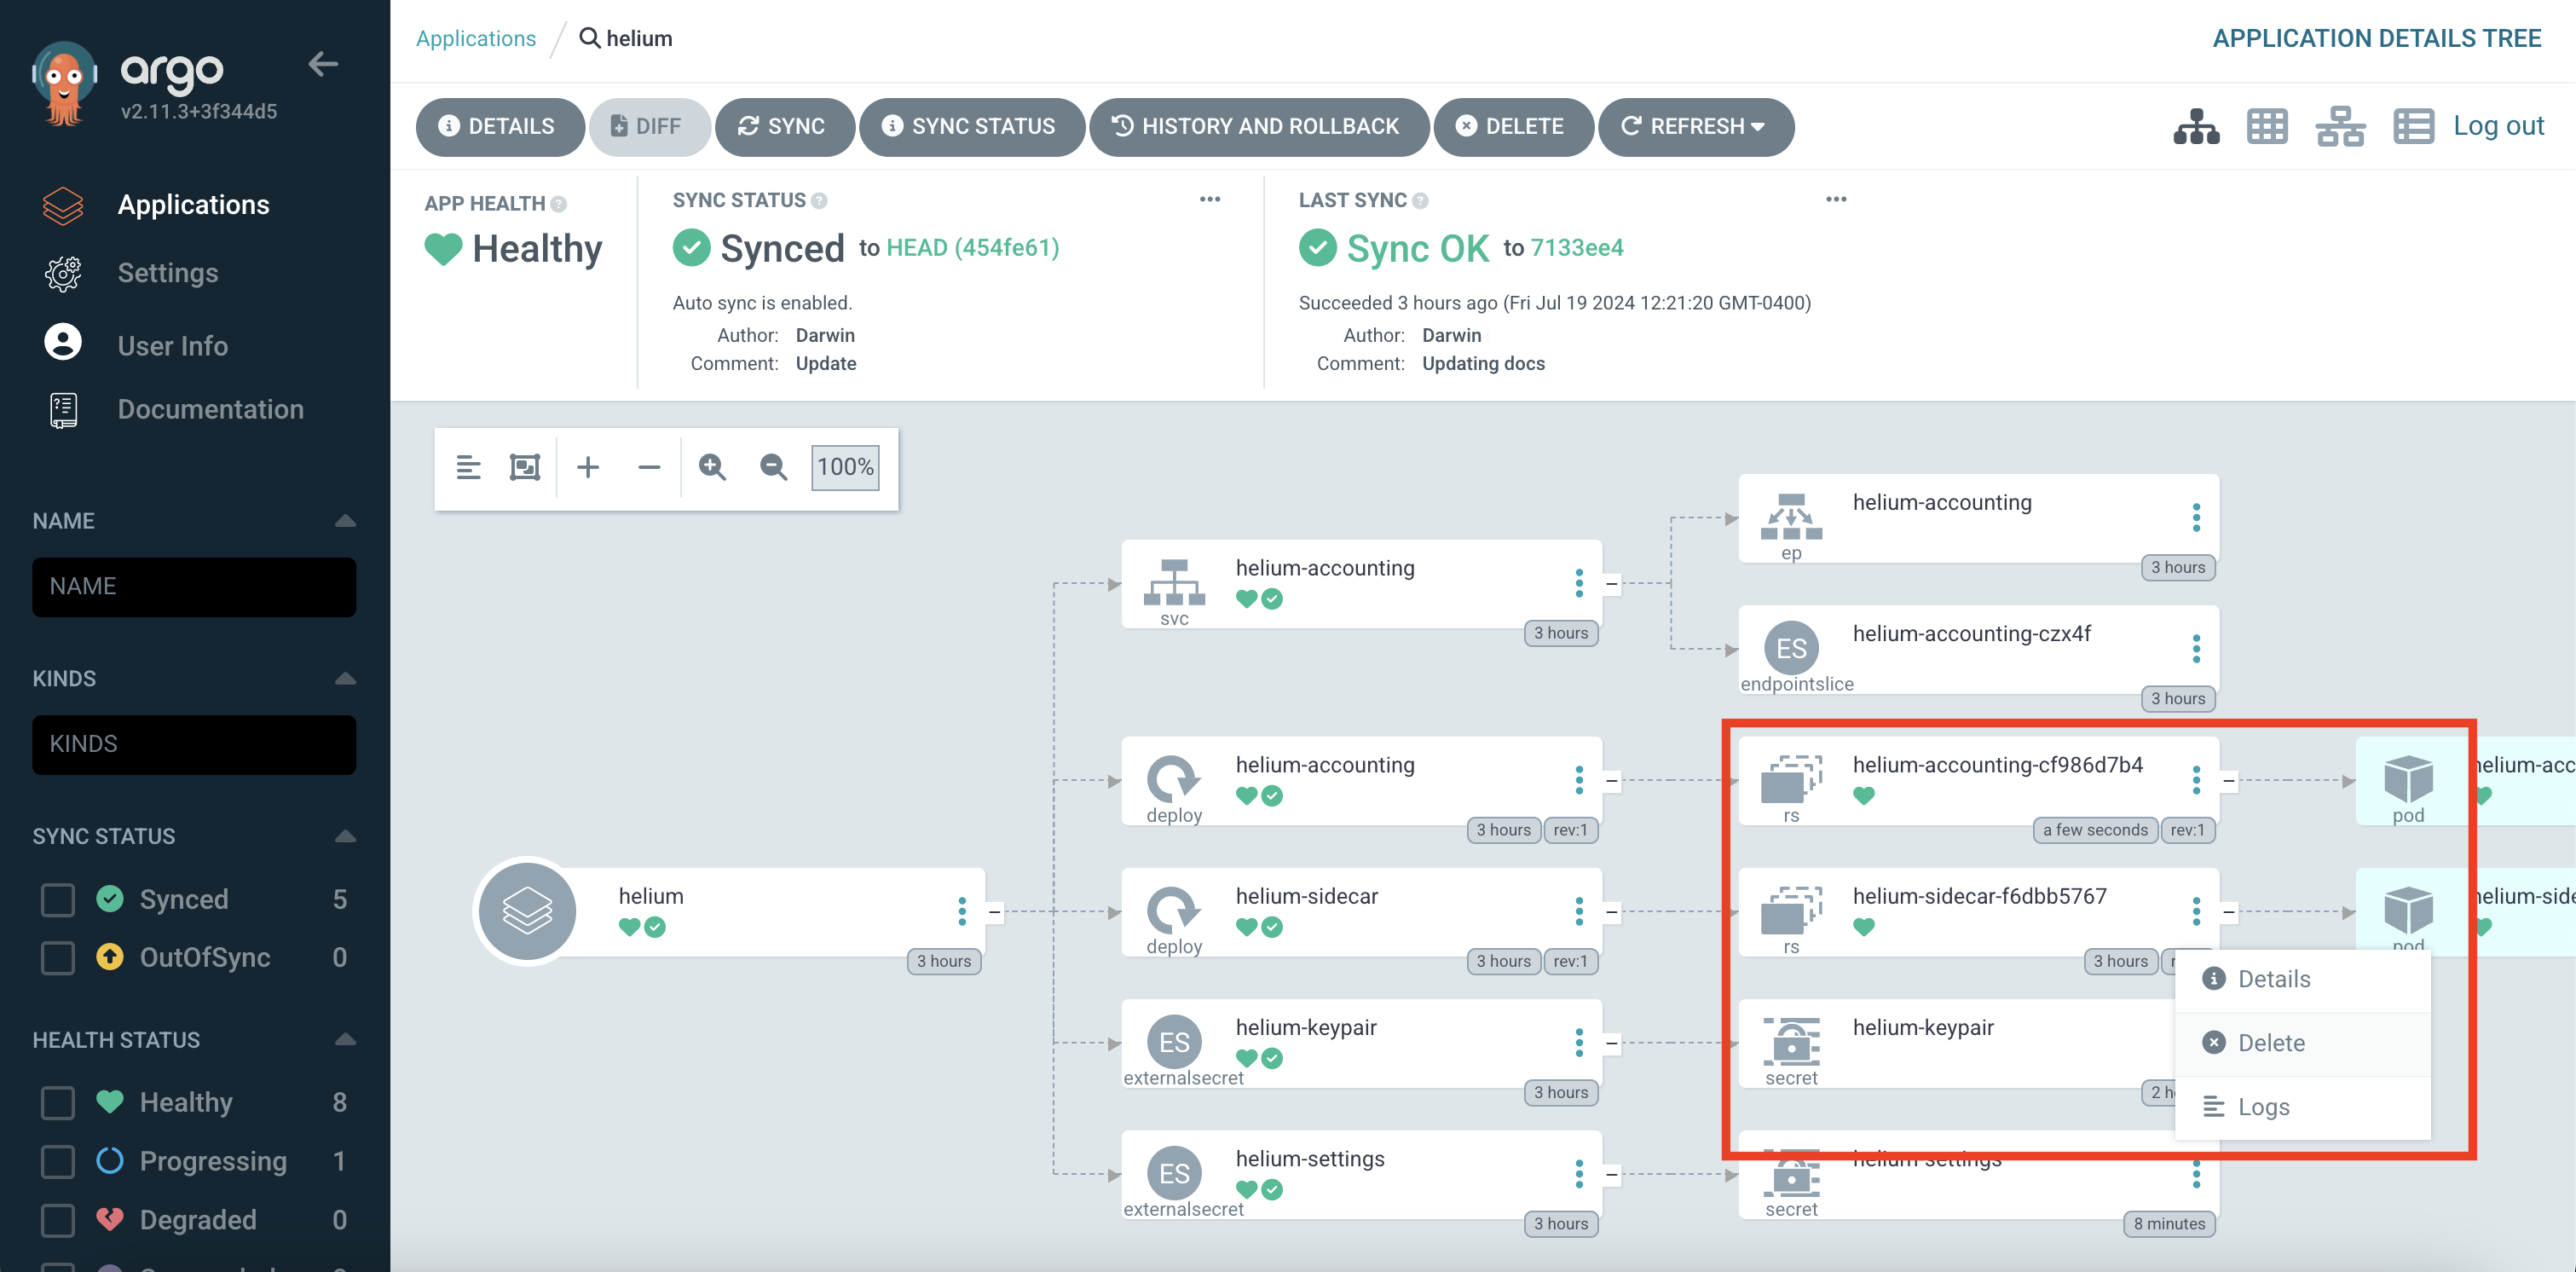 argo
v2.11.3+3f344d5
Applications
Settings
User Info
Documentation
NAME
NAME
KINDS
KINDS
SYNC STATUS
Synced 5
OutOfSync 0
HEALTH STATUS
Healthy 8
Progressing 1
Degraded 0
Applications / helium
APPLICATION DETAILS TREE
DETAILS DIFF SYNC SYNC STATUS HISTORY AND ROLLBACK DELETE REFRESH
Log out
APP HEALTH
Healthy
SYNC STATUS
Synced to HEAD (454fe61)
Auto sync is enabled.
Author: Darwin
Comment: Update
LAST SYNC
Sync OK to 7133ee4
Succeeded 3 hours ago (Fri Jul 19 2024 12:21:20 GMT-0400)
Author: Darwin
Comment: Updating docs
100%
helium
3 hours
helium-accounting
svc
3 hours
helium-accounting
deploy
3 hours rev:1
helium-sidecar
deploy
3 hours rev:1
ES
helium-keypair
externalsecret
3 hours
ES
helium-settings
externalsecret
3 hours
helium-accounting
ep
3 hours
ES
helium-accounting-czx4f
endpointslice
3 hours
helium-accounting-cf986d7b4
rs
a few seconds rev:1
helium-sidecar-f6dbb5767
rs
3 hours
helium-keypair
secret
helium-settings
secret
8 minutes
pod
pod
Details
Delete
Logs